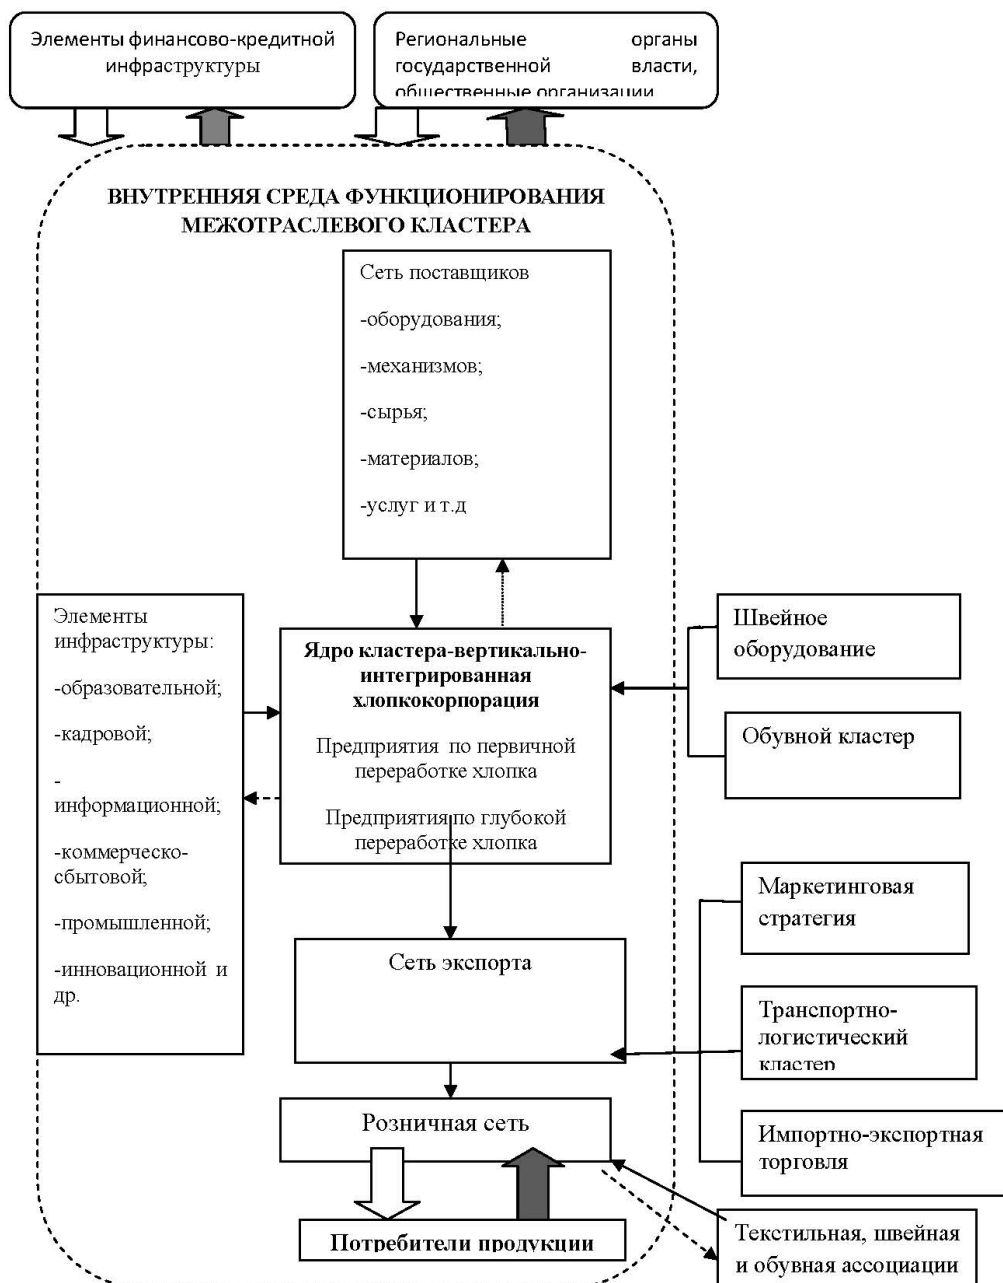 Элементы финансово-кредитной
инфраструктуры
Региональные органы
государственной власти,
общественные организации
ВНУТРЕННЯЯ СРЕДА ФУНКЦИОНИРОВАНИЯ
МЕЖОТРАСЛЕВОГО КЛАСТЕРА
Сеть поставщиков
-оборудования;
-механизмов;
-сырья;
-материалов;
-услуг и т.д
Элементы
инфраструктуры:
-образовательной;
-кадровой;
-
информационной;
-коммерческо-
сбытовой;
-промышленной;
-инновационной и
др.
Ядро кластера-вертикально-
интегрированная
хлопкокорпорация
Предприятия по первичной
переработке хлопка
Предприятия по глубокой
переработке хлопка
Швейное
оборудование
Обувной кластер
Маркетинговая
стратегия
Сеть экспорта
Транспортно-
логистический
кластер
Розничная сеть
Импортно-экспортная
торговля
Потребители продукции
Текстильная, швейная
и обувная ассоциации